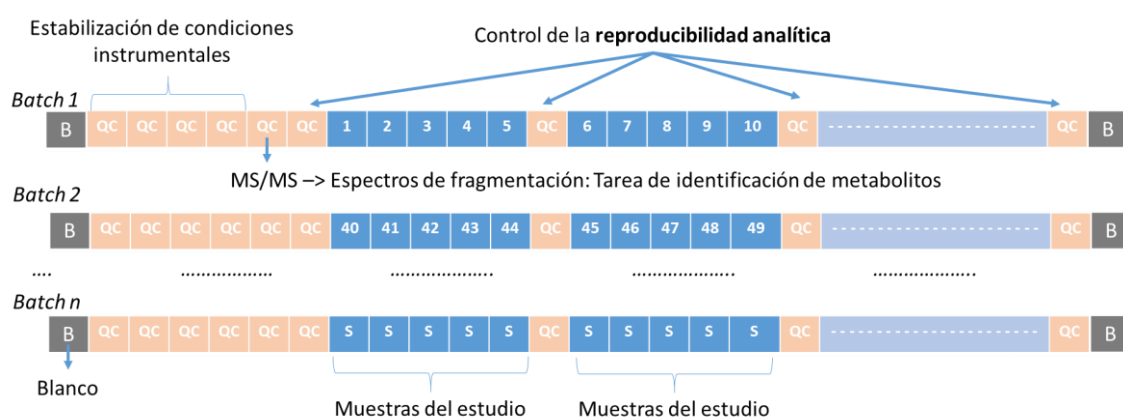 Estabilización de condiciones
instrumentales
Control de la reproducibilidad analítica
Batch 1
B QC QC QC QC QC QC 1 2 3 4 5 QC 6 7 8 9 10 QC QC B
MS/MS –> Espectros de fragmentación: Tarea de identificación de metabolitos
Batch 2
B QC QC QC QC QC QC 40 41 42 43 44 QC 45 46 47 48 49 QC QC B
.... ................... .................... .................... ....................
Batch n
B QC QC QC QC QC QC S S S S S QC S S S S S QC QC B
Blanco
Muestras del estudio Muestras del estudio